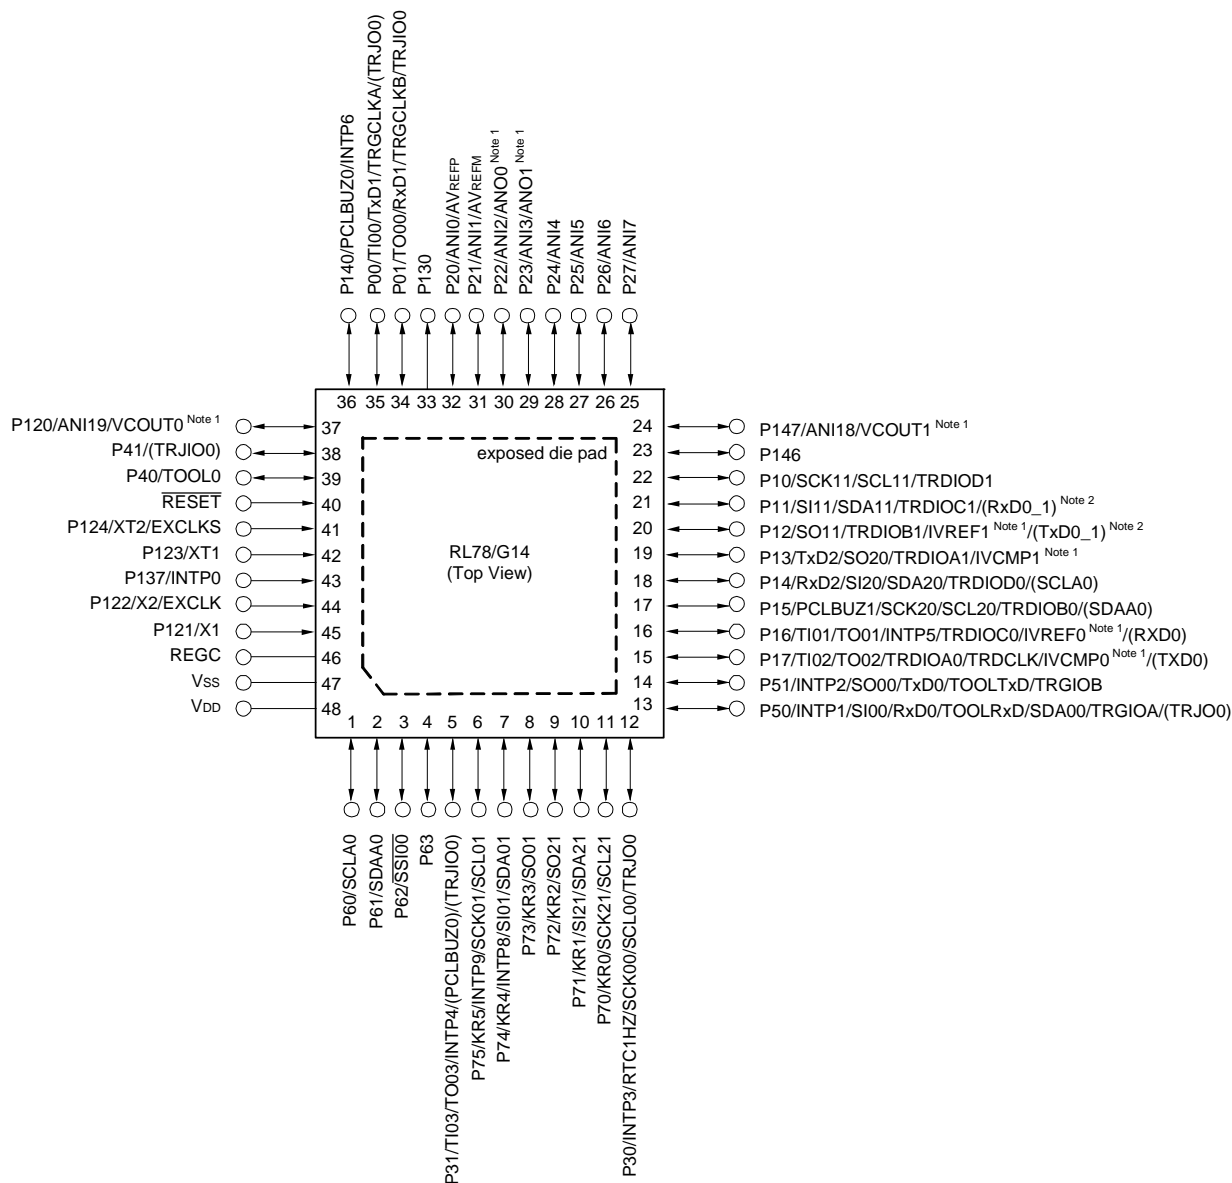 P140/PCLBUZ0/INTP6
P00/TI00/TxD1/TRGCLKA/(TRJO0)
P01/TO00/RxD1/TRGCLKB/TRJIO0
P130
P20/ANI0/AVREFP
P21/ANI1/AVREFM
P22/ANI2/ANO0 Note 1
P23/ANI3/ANO1 Note 1
P24/ANI4
P25/ANI5
P26/ANI6
P27/ANI7
36 35 34 33 32 31 30 29 28 27 26 25
P120/ANI19/VCOUT0 Note 1 37
P41/(TRJIO0) 38
P40/TOOL0 39
RESET 40
P124/XT2/EXCLKS 41
P123/XT1 42
P137/INTP0 43
P122/X2/EXCLK 44
P121/X1 45
REGC 46
VSS 47
VDD 48
exposed die pad
RL78/G14
(Top View)
24 P147/ANI18/VCOUT1 Note 1
23 P146
22 P10/SCK11/SCL11/TRDIOD1
21 P11/SI11/SDA11/TRDIOC1/(RxD0_1) Note 2
20 P12/SO11/TRDIOB1/IVREF1 Note 1/(TxD0_1) Note 2
19 P13/TxD2/SO20/TRDIOA1/IVCMP1 Note 1
18 P14/RxD2/SI20/SDA20/TRDIOD0/(SCLA0)
17 P15/PCLBUZ1/SCK20/SCL20/TRDIOB0/(SDAA0)
16 P16/TI01/TO01/INTP5/TRDIOC0/IVREF0 Note 1/(RXD0)
15 P17/TI02/TO02/TRDIOA0/TRDCLK/IVCMP0 Note 1/(TXD0)
14 P51/INTP2/SO00/TxD0/TOOLTxD/TRGIOB
13 P50/INTP1/SI00/RxD0/TOOLRxD/SDA00/TRGIOA/(TRJO0)
1 2 3 4 5 6 7 8 9 10 11 12
P60/SCLA0
P61/SDAA0
P62/SSI00
P63
P31/TI03/TO03/INTP4/(PCLBUZ0)/(TRJIO0)
P75/KR5/INTP9/SCK01/SCL01
P74/KR4/INTP8/SI01/SDA01
P73/KR3/SO01
P72/KR2/SO21
P71/KR1/SI21/SDA21
P70/KR0/SCK21/SCL21
P30/INTP3/RTC1HZ/SCK00/SCL00/TRJO0